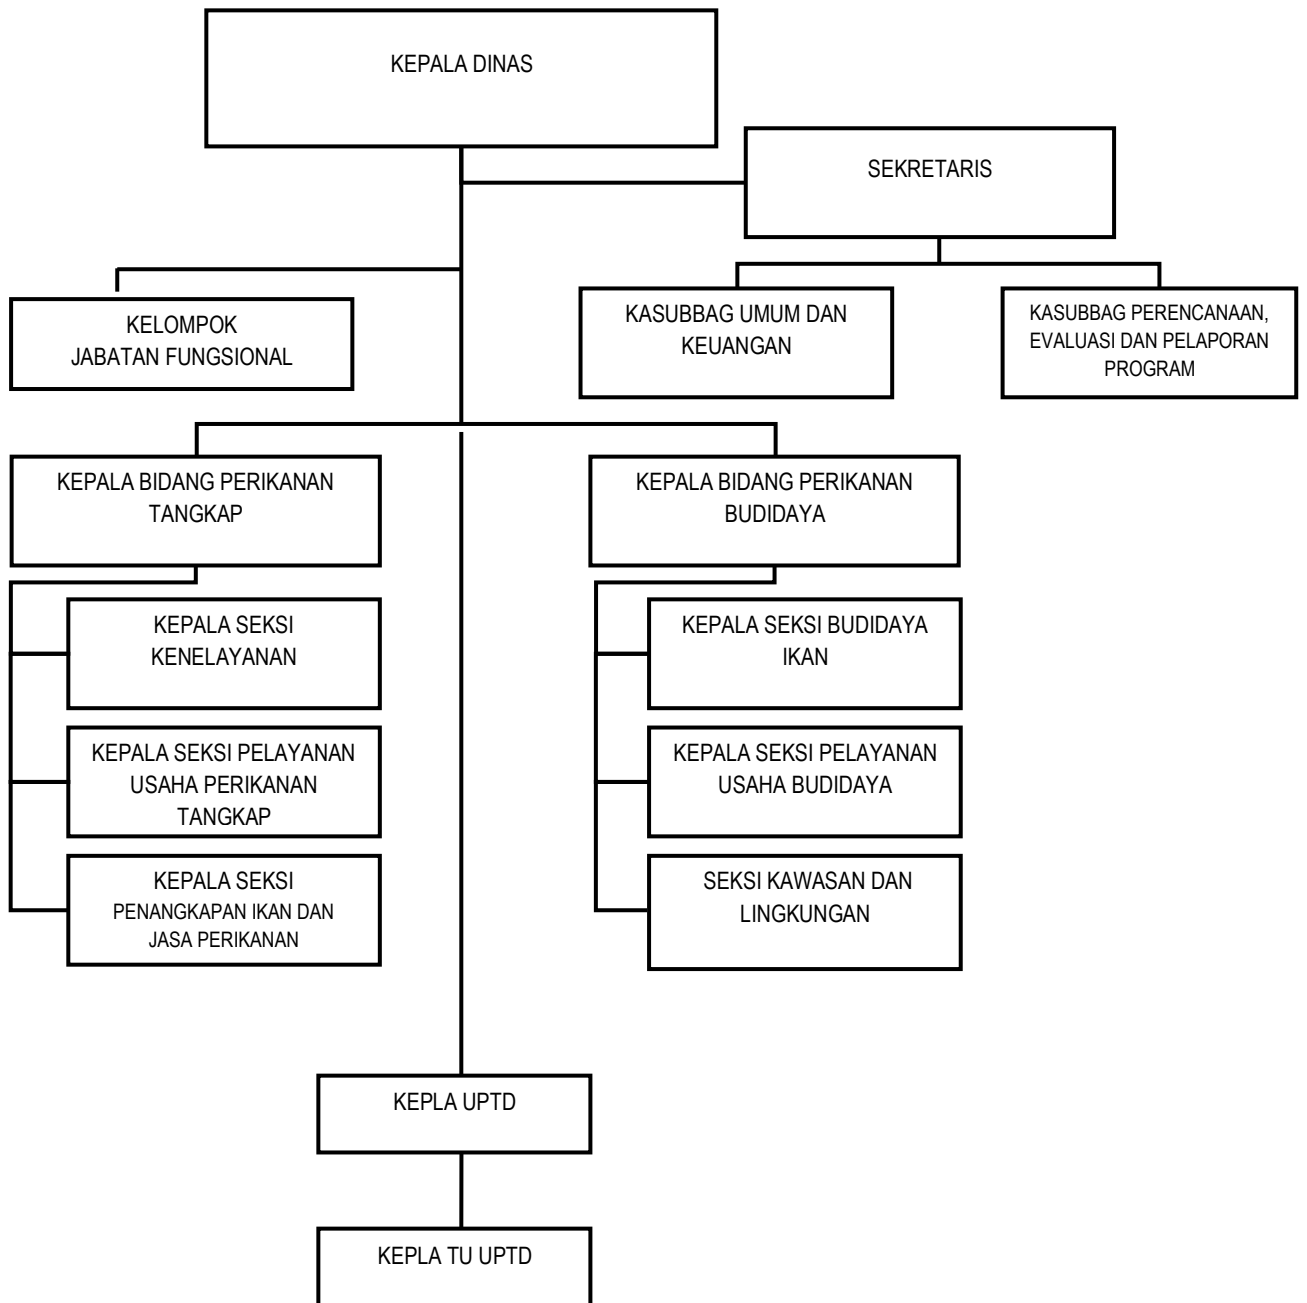 KEPALA DINAS
SEKRETARIS
KELOMPOK
JABATAN FUNGSIONAL
KASUBBAG UMUM DAN
KEUANGAN
KASUBBAG PERENCANAAN,
EVALUASI DAN PELAPORAN
PROGRAM
KEPALA BIDANG PERIKANAN
TANGKAP
KEPALA BIDANG PERIKANAN
BUDIDAYA
KEPALA SEKSI
KENELAYANAN
KEPALA SEKSI BUDIDAYA
IKAN
KEPALA SEKSI PELAYANAN
USAHA PERIKANAN
TANGKAP
KEPALA SEKSI PELAYANAN
USAHA BUDIDAYA
KEPALA SEKSI
PENANGKAPAN IKAN DAN
JASA PERIKANAN
SEKSI KAWASAN DAN
LINGKUNGAN
KEPLA UPTD
KEPLA TU UPTD